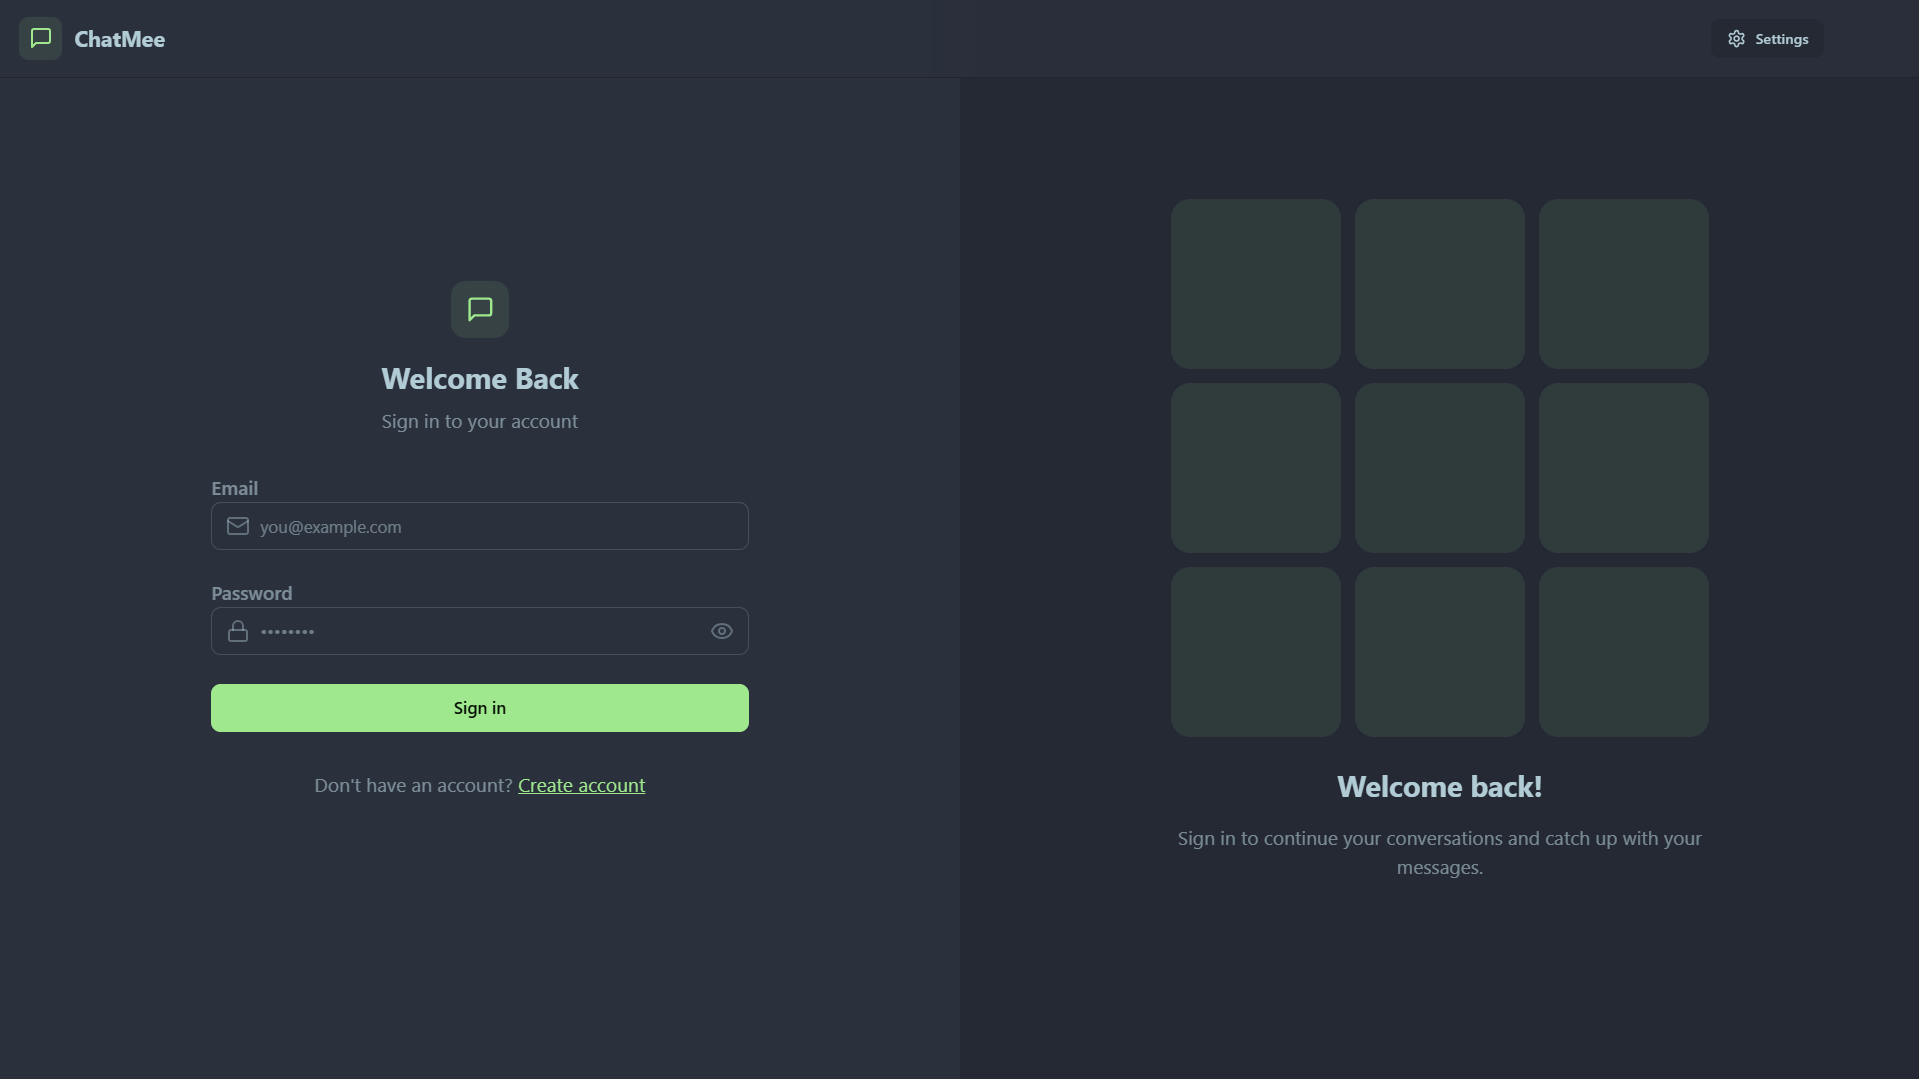 ChatMee
Settings
Welcome Back
Sign in to your account
Email
you@example.com
Password
••••••••
Sign in
Don't have an account? Create account
Welcome back!
Sign in to continue your conversations and catch up with your
messages.